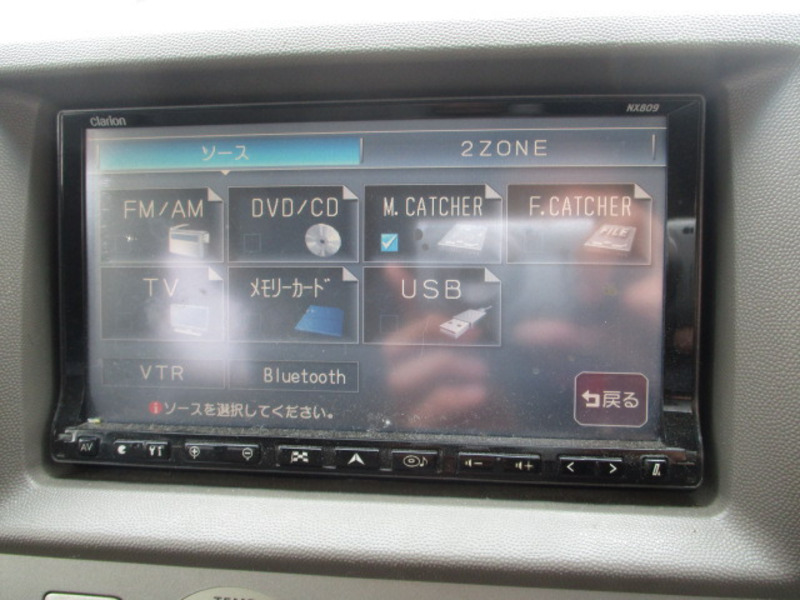 Clarion NX809
ソース 2ZONE
FM/AM DVD/CD M.CATCHER F.CATCHER
FILE
TV メモリーカード USB
VTR Bluetooth
戻る
ソースを選択してください。
AV